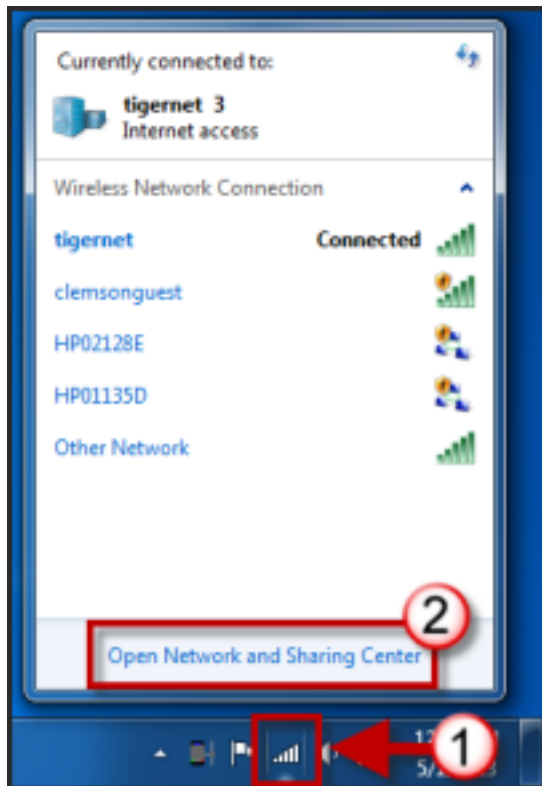 Currently connected to:
tigernet 3
Internet access
Wireless Network Connection
tigernet Connected
clemsonguest
HP02128E
HP01135D
Other Network
2
Open Network and Sharing Center
1